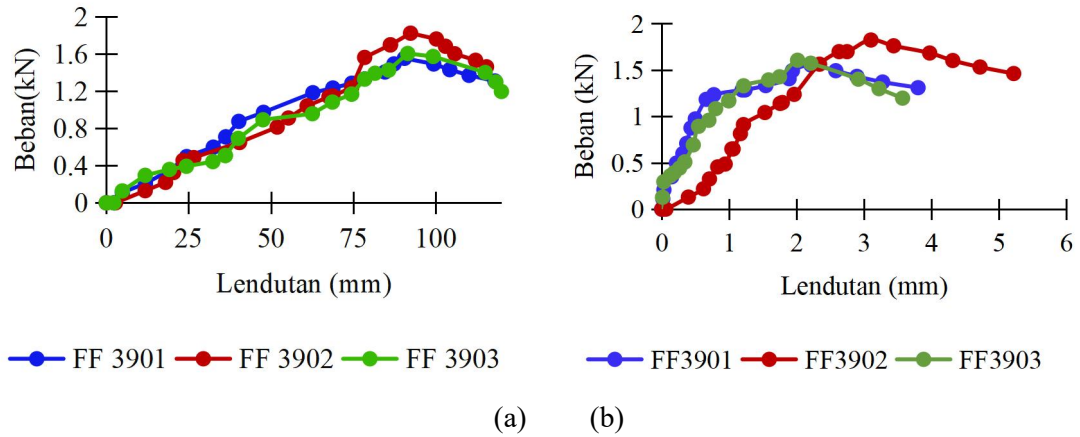 Beban(kN)
2
1.6
1.2
0.8
0.4
0
0 25 50 75 100
Lendutan (mm)
FF 3901 FF 3902 FF 3903
Beban (kN)
2
1.5
1
0.5
0
0 1 2 3 4 5 6
Lendutan (mm)
FF3901 FF3902 FF3903
(a) (b)